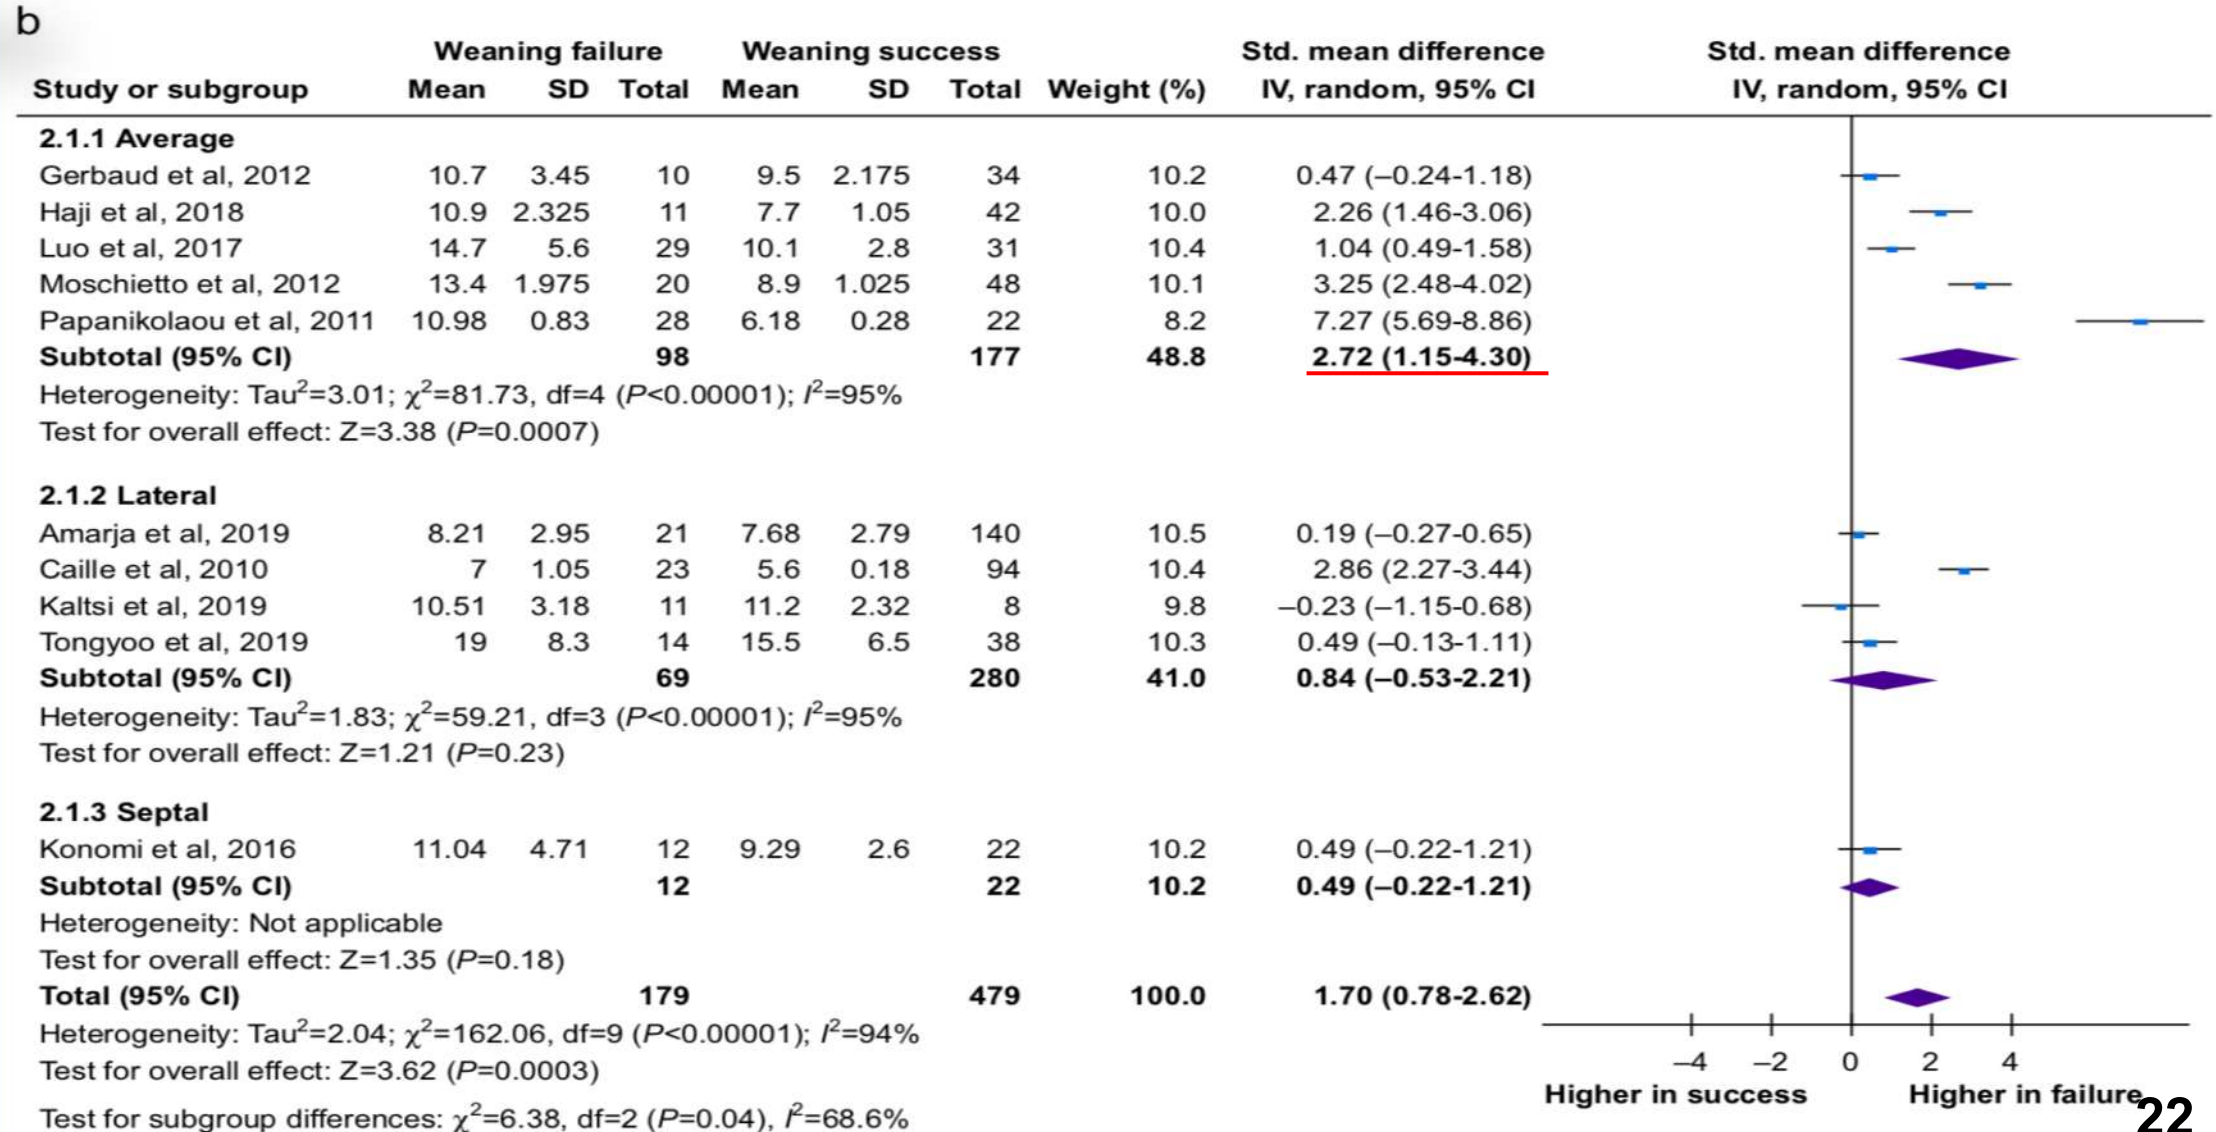 b
Weaning failure Weaning success Std. mean difference Std. mean difference
Study or subgroup Mean SD Total Mean SD Total Weight (%) IV, random, 95% CI IV, random, 95% CI
2.1.1 Average
Gerbaud et al, 2012 10.7 3.45 10 9.5 2.175 34 10.2 0.47 (–0.24-1.18)
Haji et al, 2018 10.9 2.325 11 7.7 1.05 42 10.0 2.26 (1.46-3.06)
Luo et al, 2017 14.7 5.6 29 10.1 2.8 31 10.4 1.04 (0.49-1.58)
Moschietto et al, 2012 13.4 1.975 20 8.9 1.025 48 10.1 3.25 (2.48-4.02)
Papanikolaou et al, 2011 10.98 0.83 28 6.18 0.28 22 8.2 7.27 (5.69-8.86)
Subtotal (95% CI) 98 177 48.8 2.72 (1.15-4.30)
Heterogeneity: Tau²=3.01; χ²=81.73, df=4 (P<0.00001); I²=95%
Test for overall effect: Z=3.38 (P=0.0007)
2.1.2 Lateral
Amarja et al, 2019 8.21 2.95 21 7.68 2.79 140 10.5 0.19 (–0.27-0.65)
Caille et al, 2010 7 1.05 23 5.6 0.18 94 10.4 2.86 (2.27-3.44)
Kaltsi et al, 2019 10.51 3.18 11 11.2 2.32 8 9.8 –0.23 (–1.15-0.68)
Tongyoo et al, 2019 19 8.3 14 15.5 6.5 38 10.3 0.49 (–0.13-1.11)
Subtotal (95% CI) 69 280 41.0 0.84 (–0.53-2.21)
Heterogeneity: Tau²=1.83; χ²=59.21, df=3 (P<0.00001); I²=95%
Test for overall effect: Z=1.21 (P=0.23)
2.1.3 Septal
Konomi et al, 2016 11.04 4.71 12 9.29 2.6 22 10.2 0.49 (–0.22-1.21)
Subtotal (95% CI) 12 22 10.2 0.49 (–0.22-1.21)
Heterogeneity: Not applicable
Test for overall effect: Z=1.35 (P=0.18)
Total (95% CI) 179 479 100.0 1.70 (0.78-2.62)
Heterogeneity: Tau²=2.04; χ²=162.06, df=9 (P<0.00001); I²=94%
Test for overall effect: Z=3.62 (P=0.0003)
Test for subgroup differences: χ²=6.38, df=2 (P=0.04), I²=68.6%
–4 –2 0 2 4
Higher in success Higher in failure
22